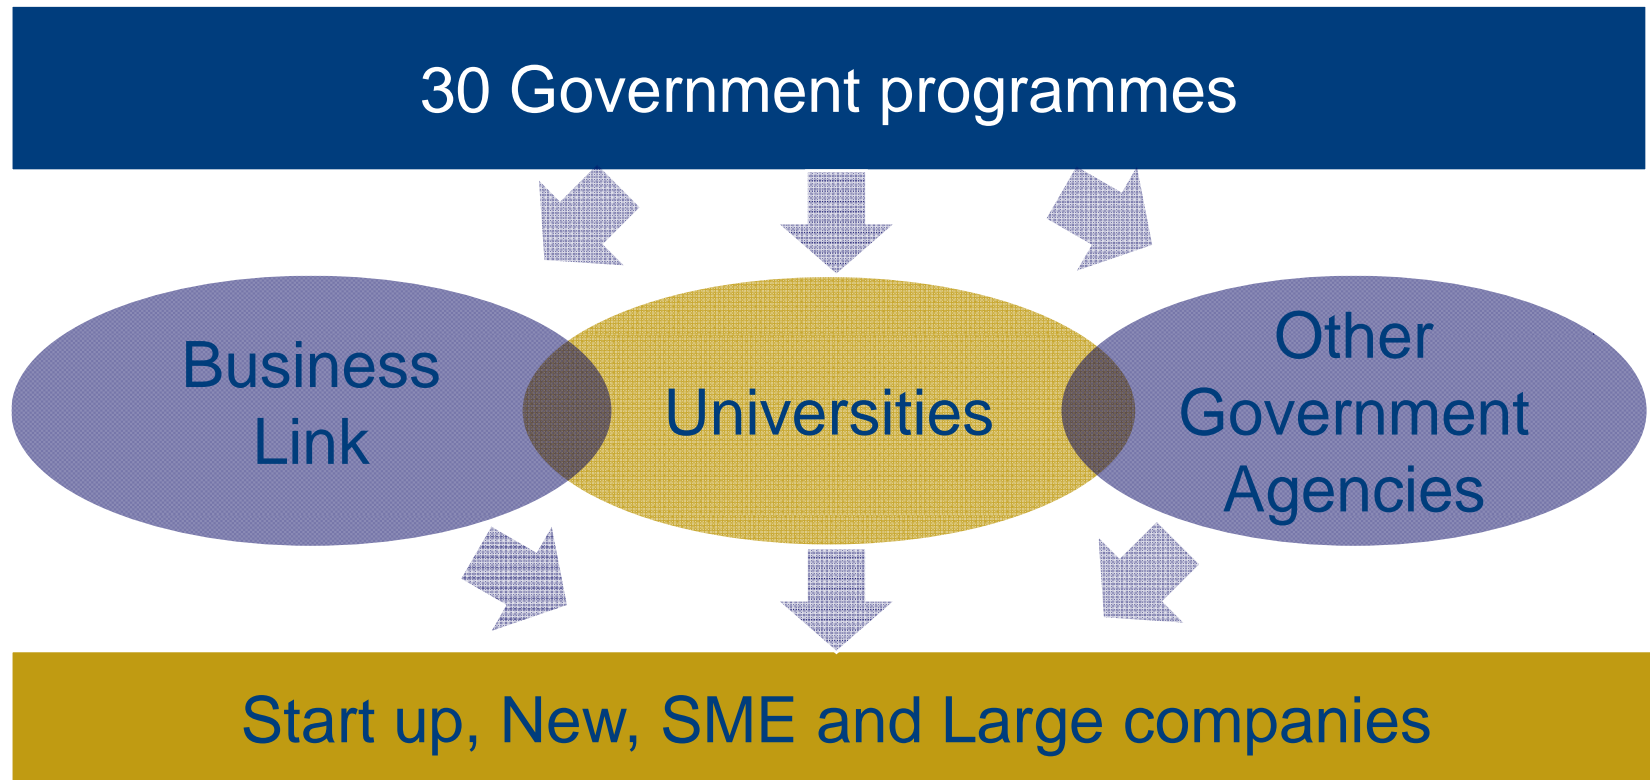 30 Government programmes
Business
Link
Universities
Other
Government
Agencies
Start up, New, SME and Large companies